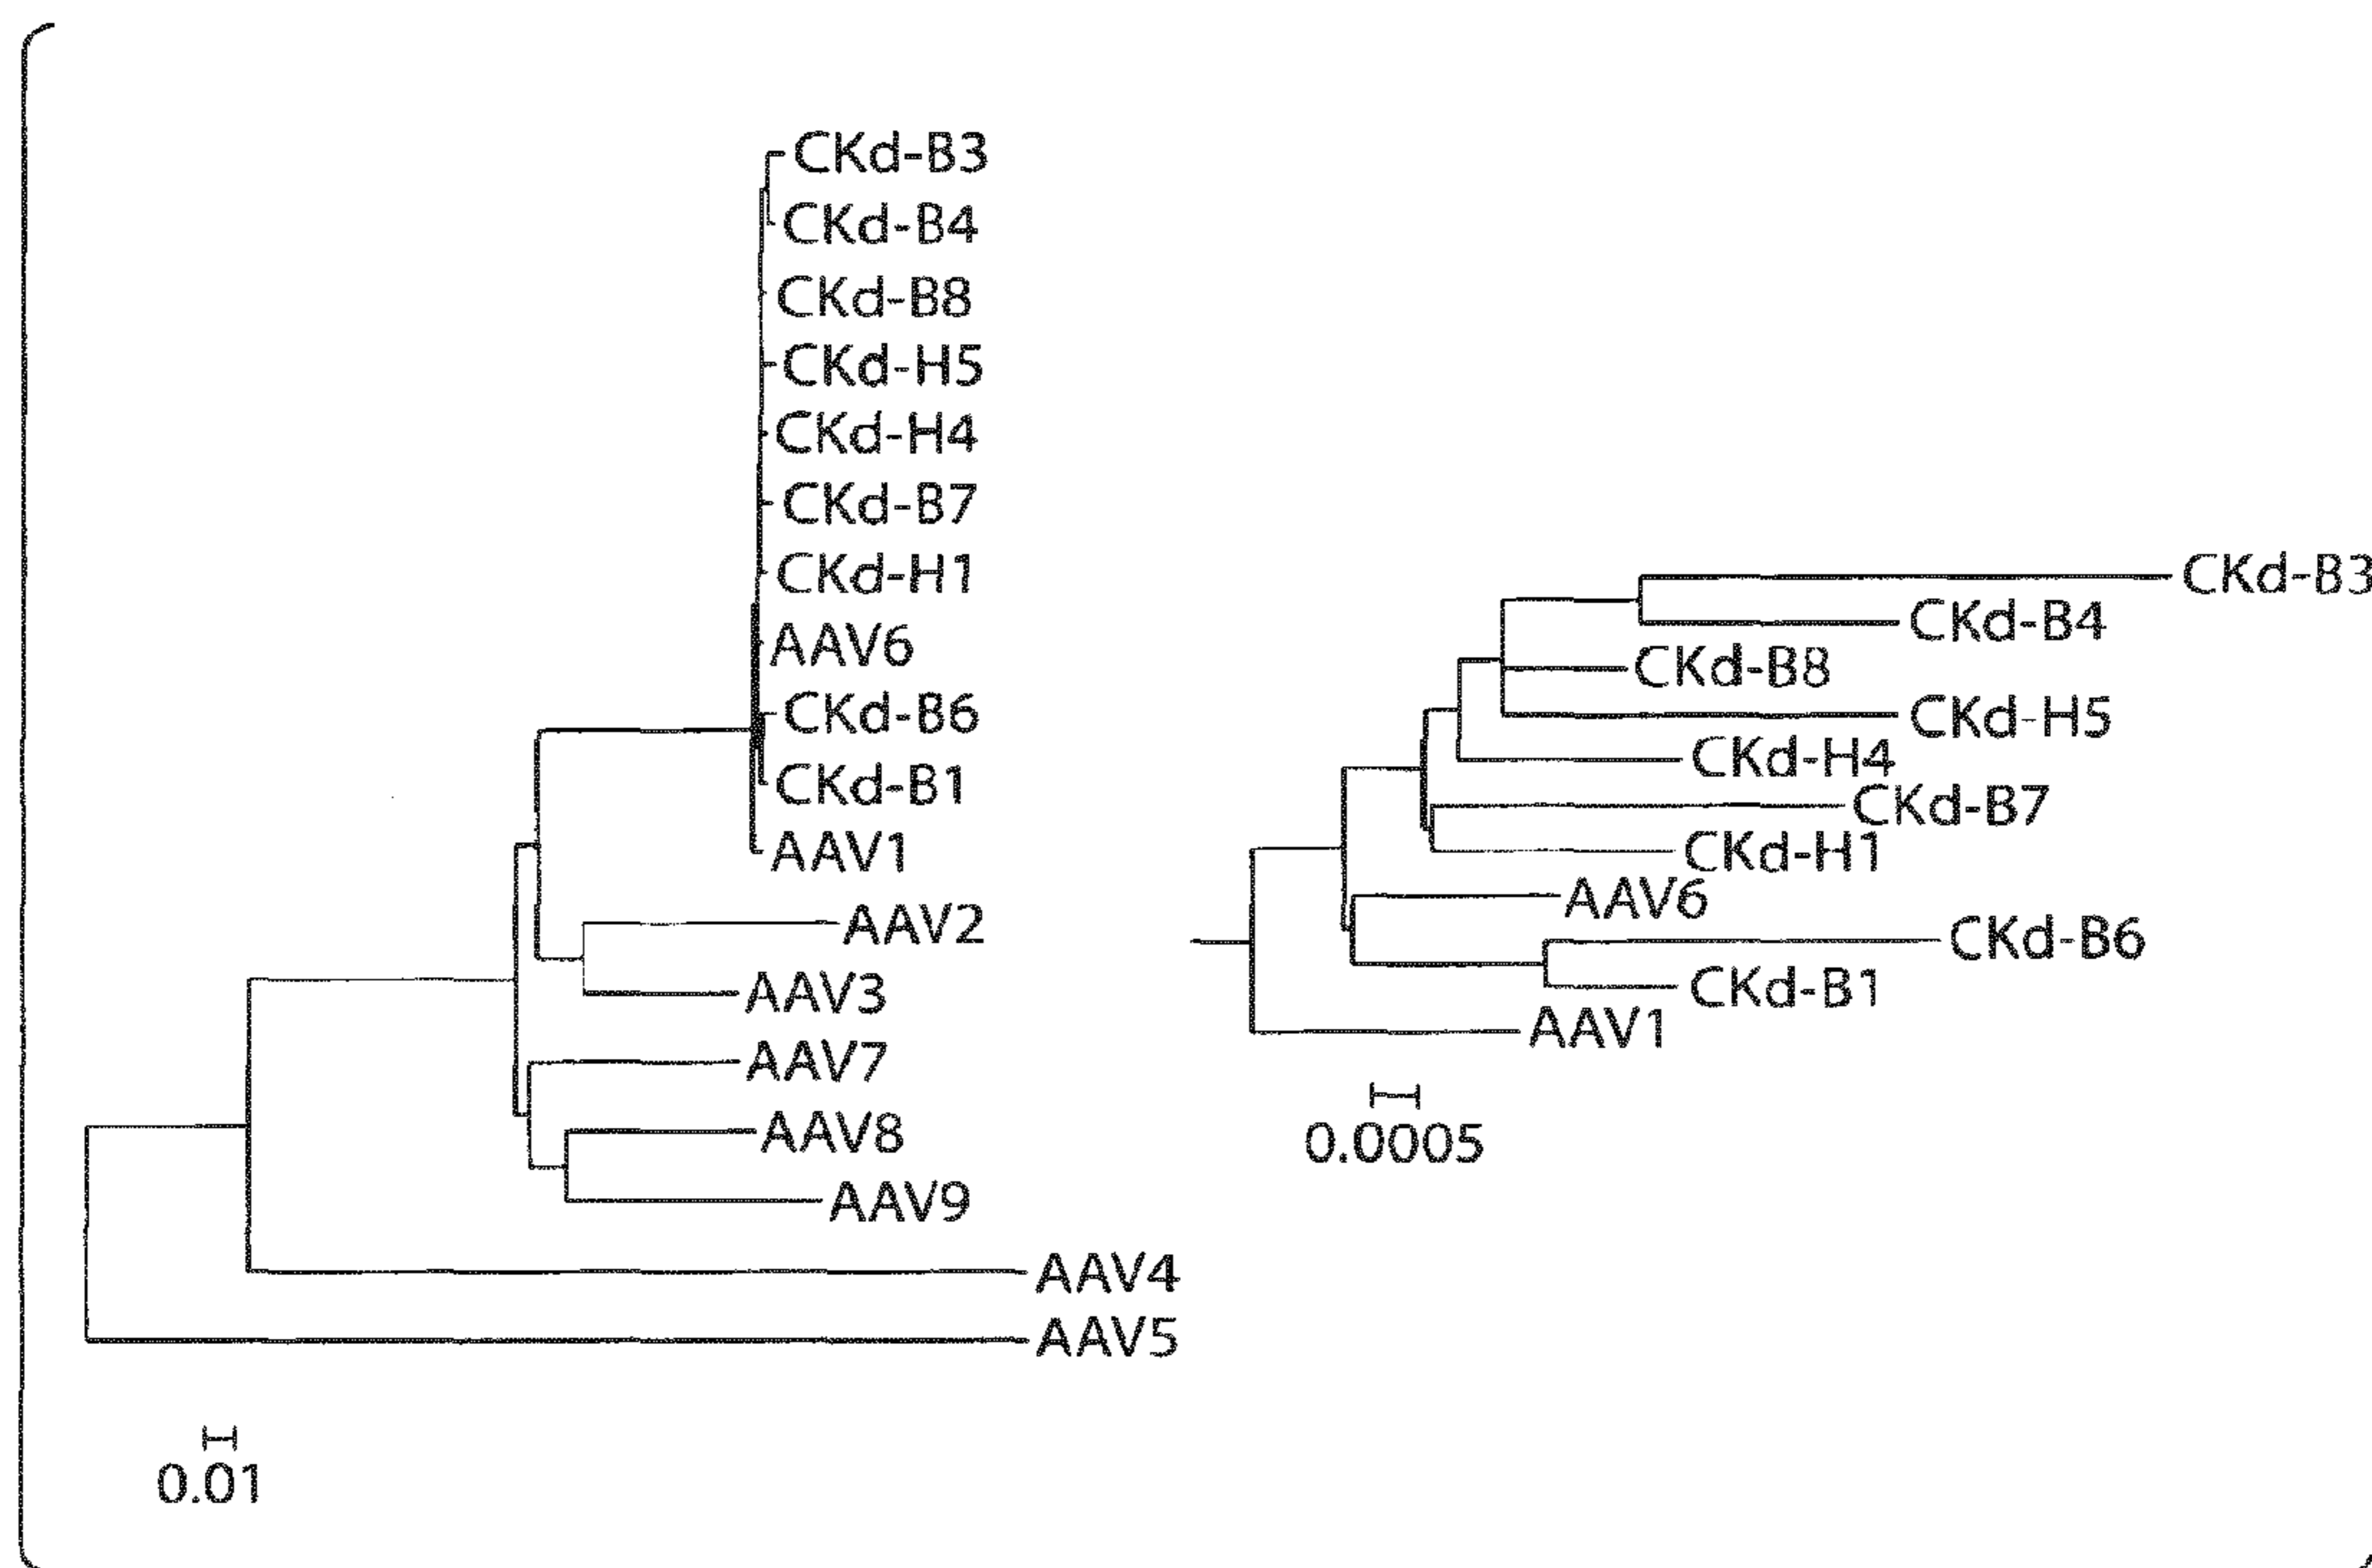 CKd-B3
CKd-B4
CKd-B8
CKd-H5
CKd-H4
CKd-B7
CKd-H1
AAV6
CKd-B6
CKd-B1
AAV1
AAV2
AAV3
AAV7
AAV8
AAV9
AAV4
AAV5
0.01
CKd-B3
CKd-B4
CKd-B8
CKd-H5
CKd-H4
CKd-B7
CKd-H1
AAV6
CKd-B6
CKd-B1
AAV1
0.0005